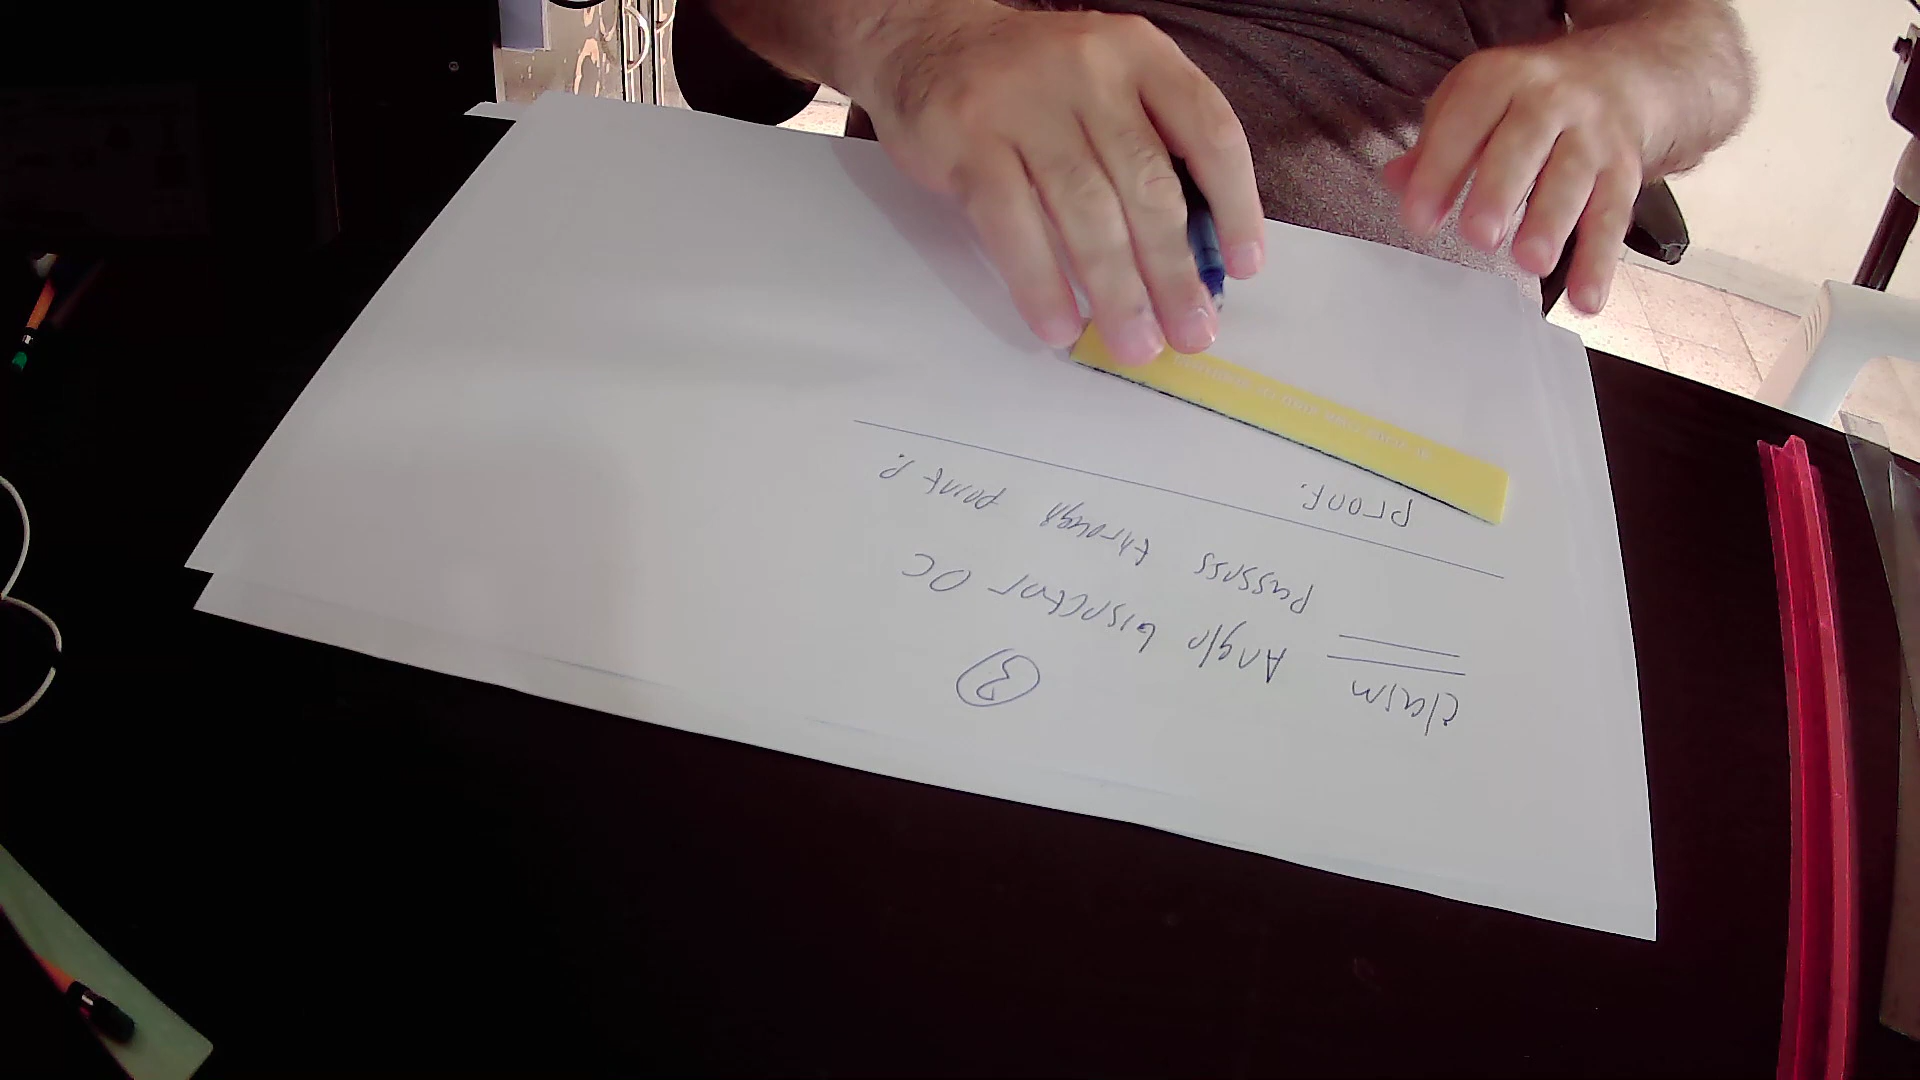 3
claim Angle bisector OC
passes through point P.
Proof.